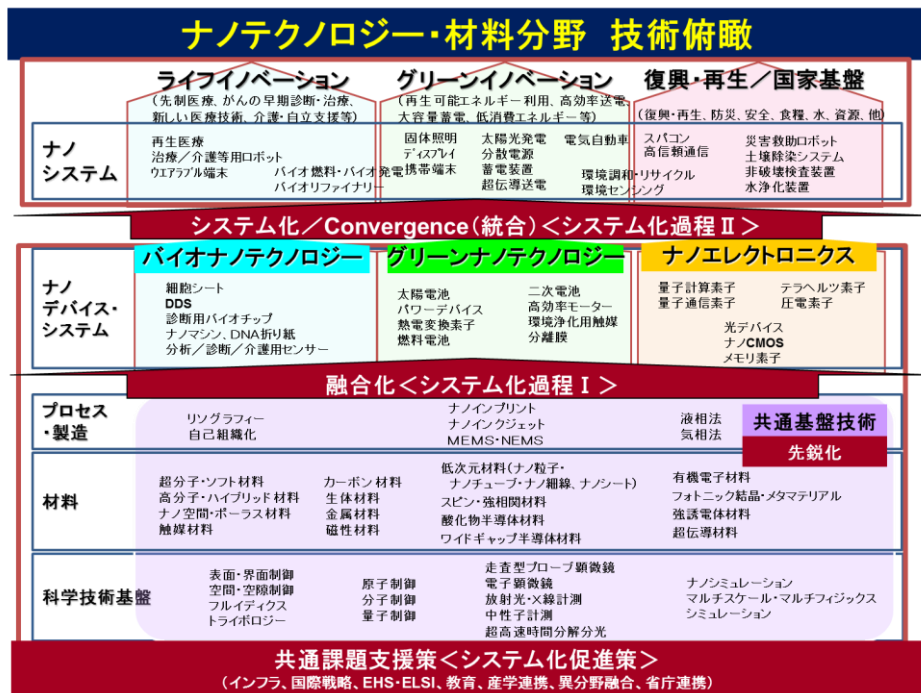 ナノテクノロジー・材料分野 技術俯瞰
ライフイノベーション
(先制医療、がんの早期診断・治療、
新しい医療技術、介護・自立支援等)
グリーンイノベーション
(再生可能エネルギー利用、高効率送電、
大容量蓄電、低消費エネルギー等)
復興・再生／国家基盤
(復興・再生、防災、安全、食糧、水、資源、他)
ナノ
システム
再生医療
治療／介護等用ロボット
ウエアラブル端末
バイオ燃料・バイオ発電
バイオリファイナリー
固体照明
ディスプレイ
携帯端末
太陽光発電
分散電源
蓄電装置
超伝導送電
電気自動車
環境調和・リサイクル
環境センシング
スパコン
高信頼通信
災害救助ロボット
土壌除染システム
非破壊検査装置
水浄化装置
システム化／Convergence(統合)＜システム化過程Ⅱ＞
バイオナノテクノロジー
グリーンナノテクノロジー
ナノエレクトロニクス
ナノ
デバイス・
システム
細胞シート
DDS
診断用バイオチップ
ナノマシン、DNA折り紙
分析／診断／介護用センサー
太陽電池
パワーデバイス
熱電変換素子
燃料電池
二次電池
高効率モーター
環境浄化用触媒
分離膜
量子計算素子
量子通信素子
テラヘルツ素子
圧電素子
光デバイス
ナノCMOS
メモリ素子
融合化＜システム化過程Ⅰ＞
プロセス
・製造
リソグラフィー
自己組織化
ナノインプリント
ナノインクジェット
MEMS・NEMS
液相法
気相法
共通基盤技術
先鋭化
材料
超分子・ソフト材料
高分子・ハイブリッド材料
ナノ空間・ポーラス材料
触媒材料
カーボン材料
生体材料
金属材料
磁性材料
低次元材料(ナノ粒子・
ナノチューブ・ナノ細線、ナノシート)
スピン・強相関材料
酸化物半導体材料
ワイドギャップ半導体材料
有機電子材料
フォトニック結晶・メタマテリアル
強誘電体材料
超伝導材料
科学技術基盤
表面・界面制御
空間・空隙制御
フルイディクス
トライボロジー
原子制御
分子制御
量子制御
走査型プローブ顕微鏡
電子顕微鏡
放射光・X線計測
中性子計測
超高速時間分解分光
ナノシミュレーション
マルチスケール・マルチフィジックス
シミュレーション
共通課題支援策＜システム化促進策＞
(インフラ、国際戦略、EHS・ELSI、教育、産学連携、異分野融合、省庁連携)